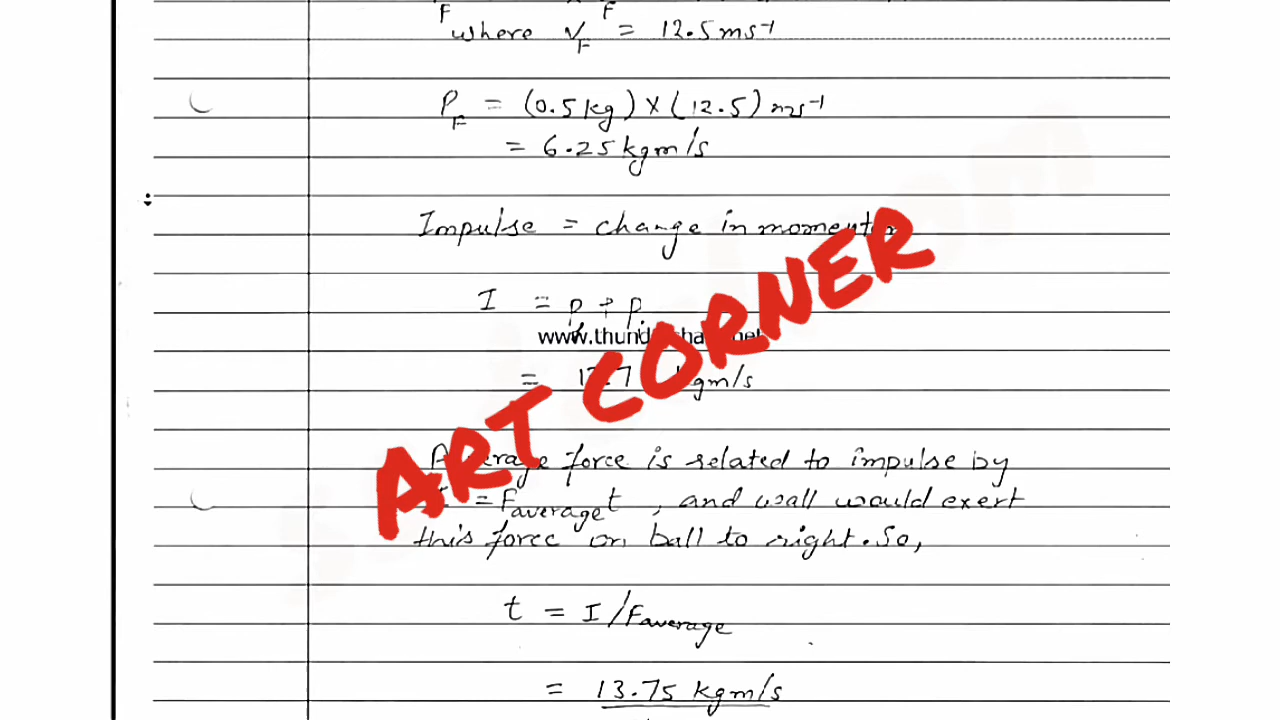 F F
where V_F = 12.5 ms⁻¹
P_F = (0.5 kg) × (12.5) ms⁻¹
= 6.25 kgm/s
:
Impulse = change in
I = P_f + P_i
www.thund
= kgm/s
ART CORNER
force is related to impulse by
= F_average t , and wall would exert
this force on ball to right. So,
t = I/F_average
= 13.75 kgm/s